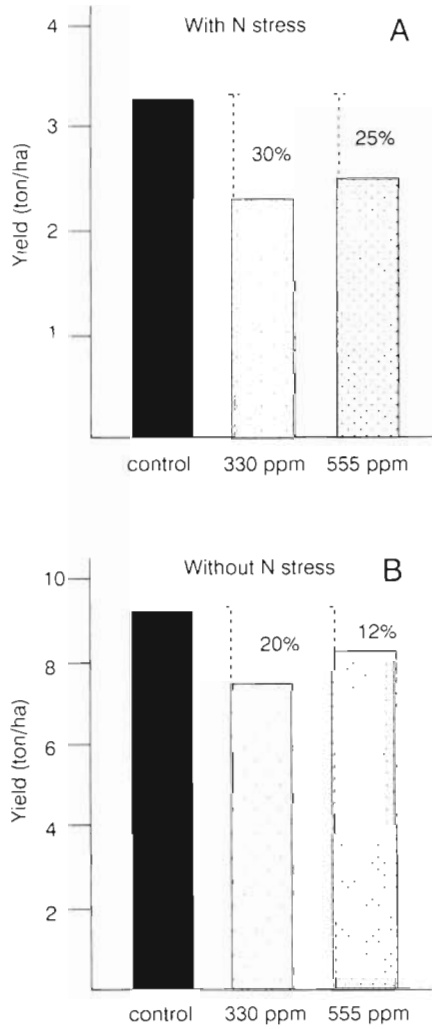 With N stress
A
4
3
2
1
Yield (ton/ha)
30%
25%
control 330 ppm 555 ppm
Without N stress
B
10
8
6
4
2
Yield (ton/ha)
20%
12%
control 330 ppm 555 ppm